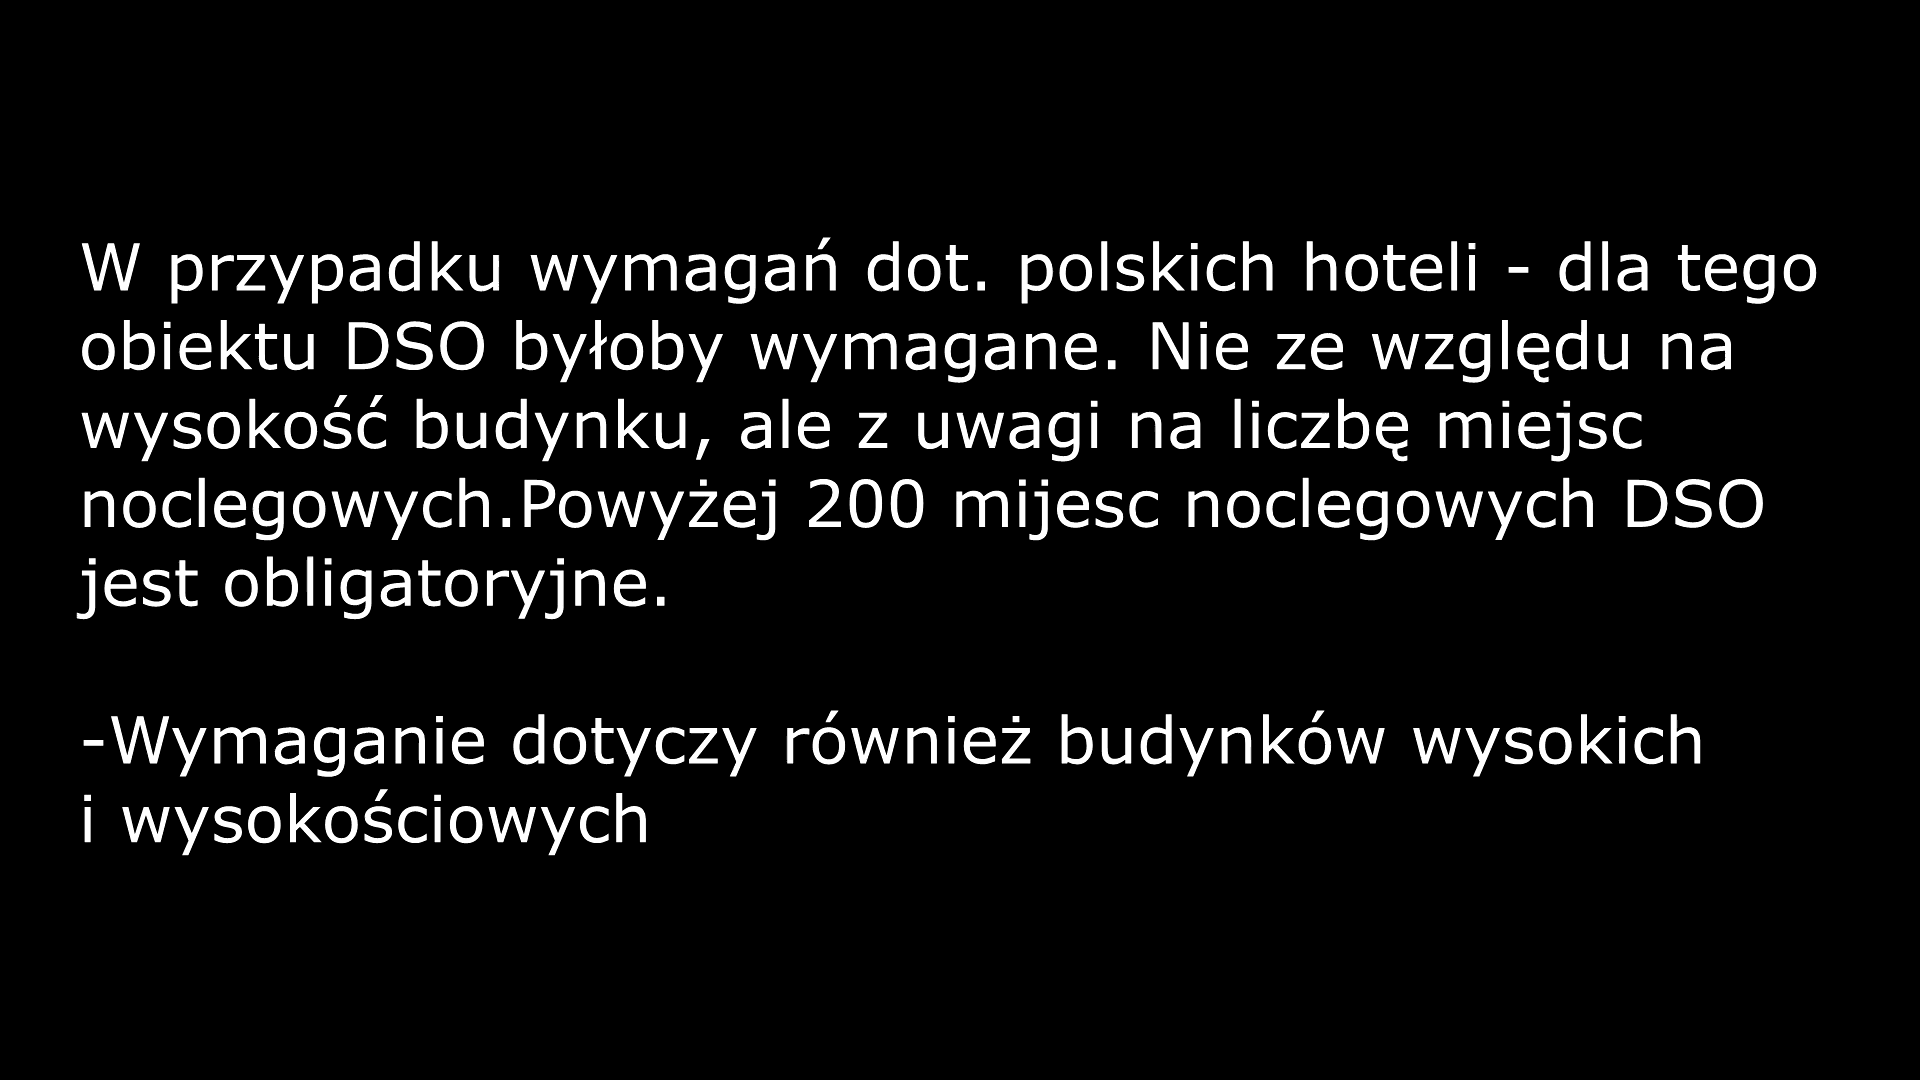 W przypadku wymagań dot. polskich hoteli - dla tego
obiektu DSO byłoby wymagane. Nie ze względu na
wysokość budynku, ale z uwagi na liczbę miejsc
noclegowych.Powyżej 200 mijesc noclegowych DSO
jest obligatoryjne.
-Wymaganie dotyczy również budynków wysokich
i wysokościowych